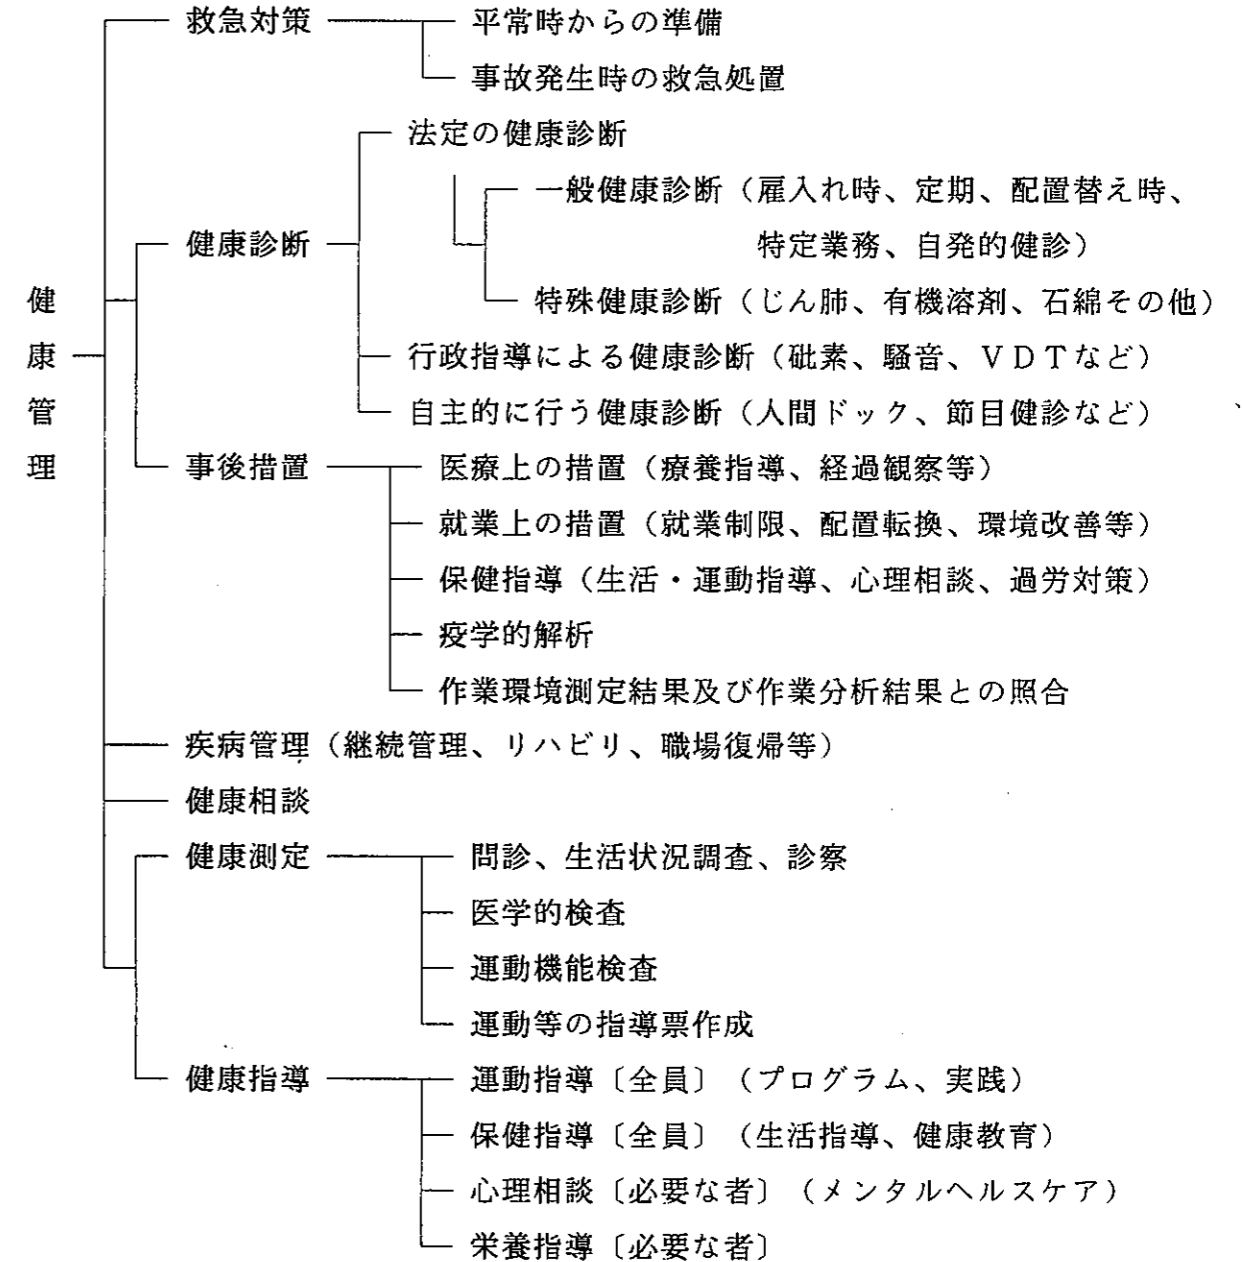 救急対策 平常時からの準備
事故発生時の救急処置
法定の健康診断
一般健康診断（雇入れ時、定期、配置替え時、
健康診断 特定業務、自発的健診）
特殊健康診断（じん肺、有機溶剤、石綿その他）
行政指導による健康診断（砒素、騒音、ＶＤＴなど）
自主的に行う健康診断（人間ドック、節目健診など）
健康管理
事後措置 医療上の措置（療養指導、経過観察等）
就業上の措置（就業制限、配置転換、環境改善等）
保健指導（生活・運動指導、心理相談、過労対策）
疫学的解析
作業環境測定結果及び作業分析結果との照合
疾病管理（継続管理、リハビリ、職場復帰等）
健康相談
健康測定 問診、生活状況調査、診察
医学的検査
運動機能検査
運動等の指導票作成
健康指導 運動指導〔全員〕（プログラム、実践）
保健指導〔全員〕（生活指導、健康教育）
心理相談〔必要な者〕（メンタルヘルスケア）
栄養指導〔必要な者〕